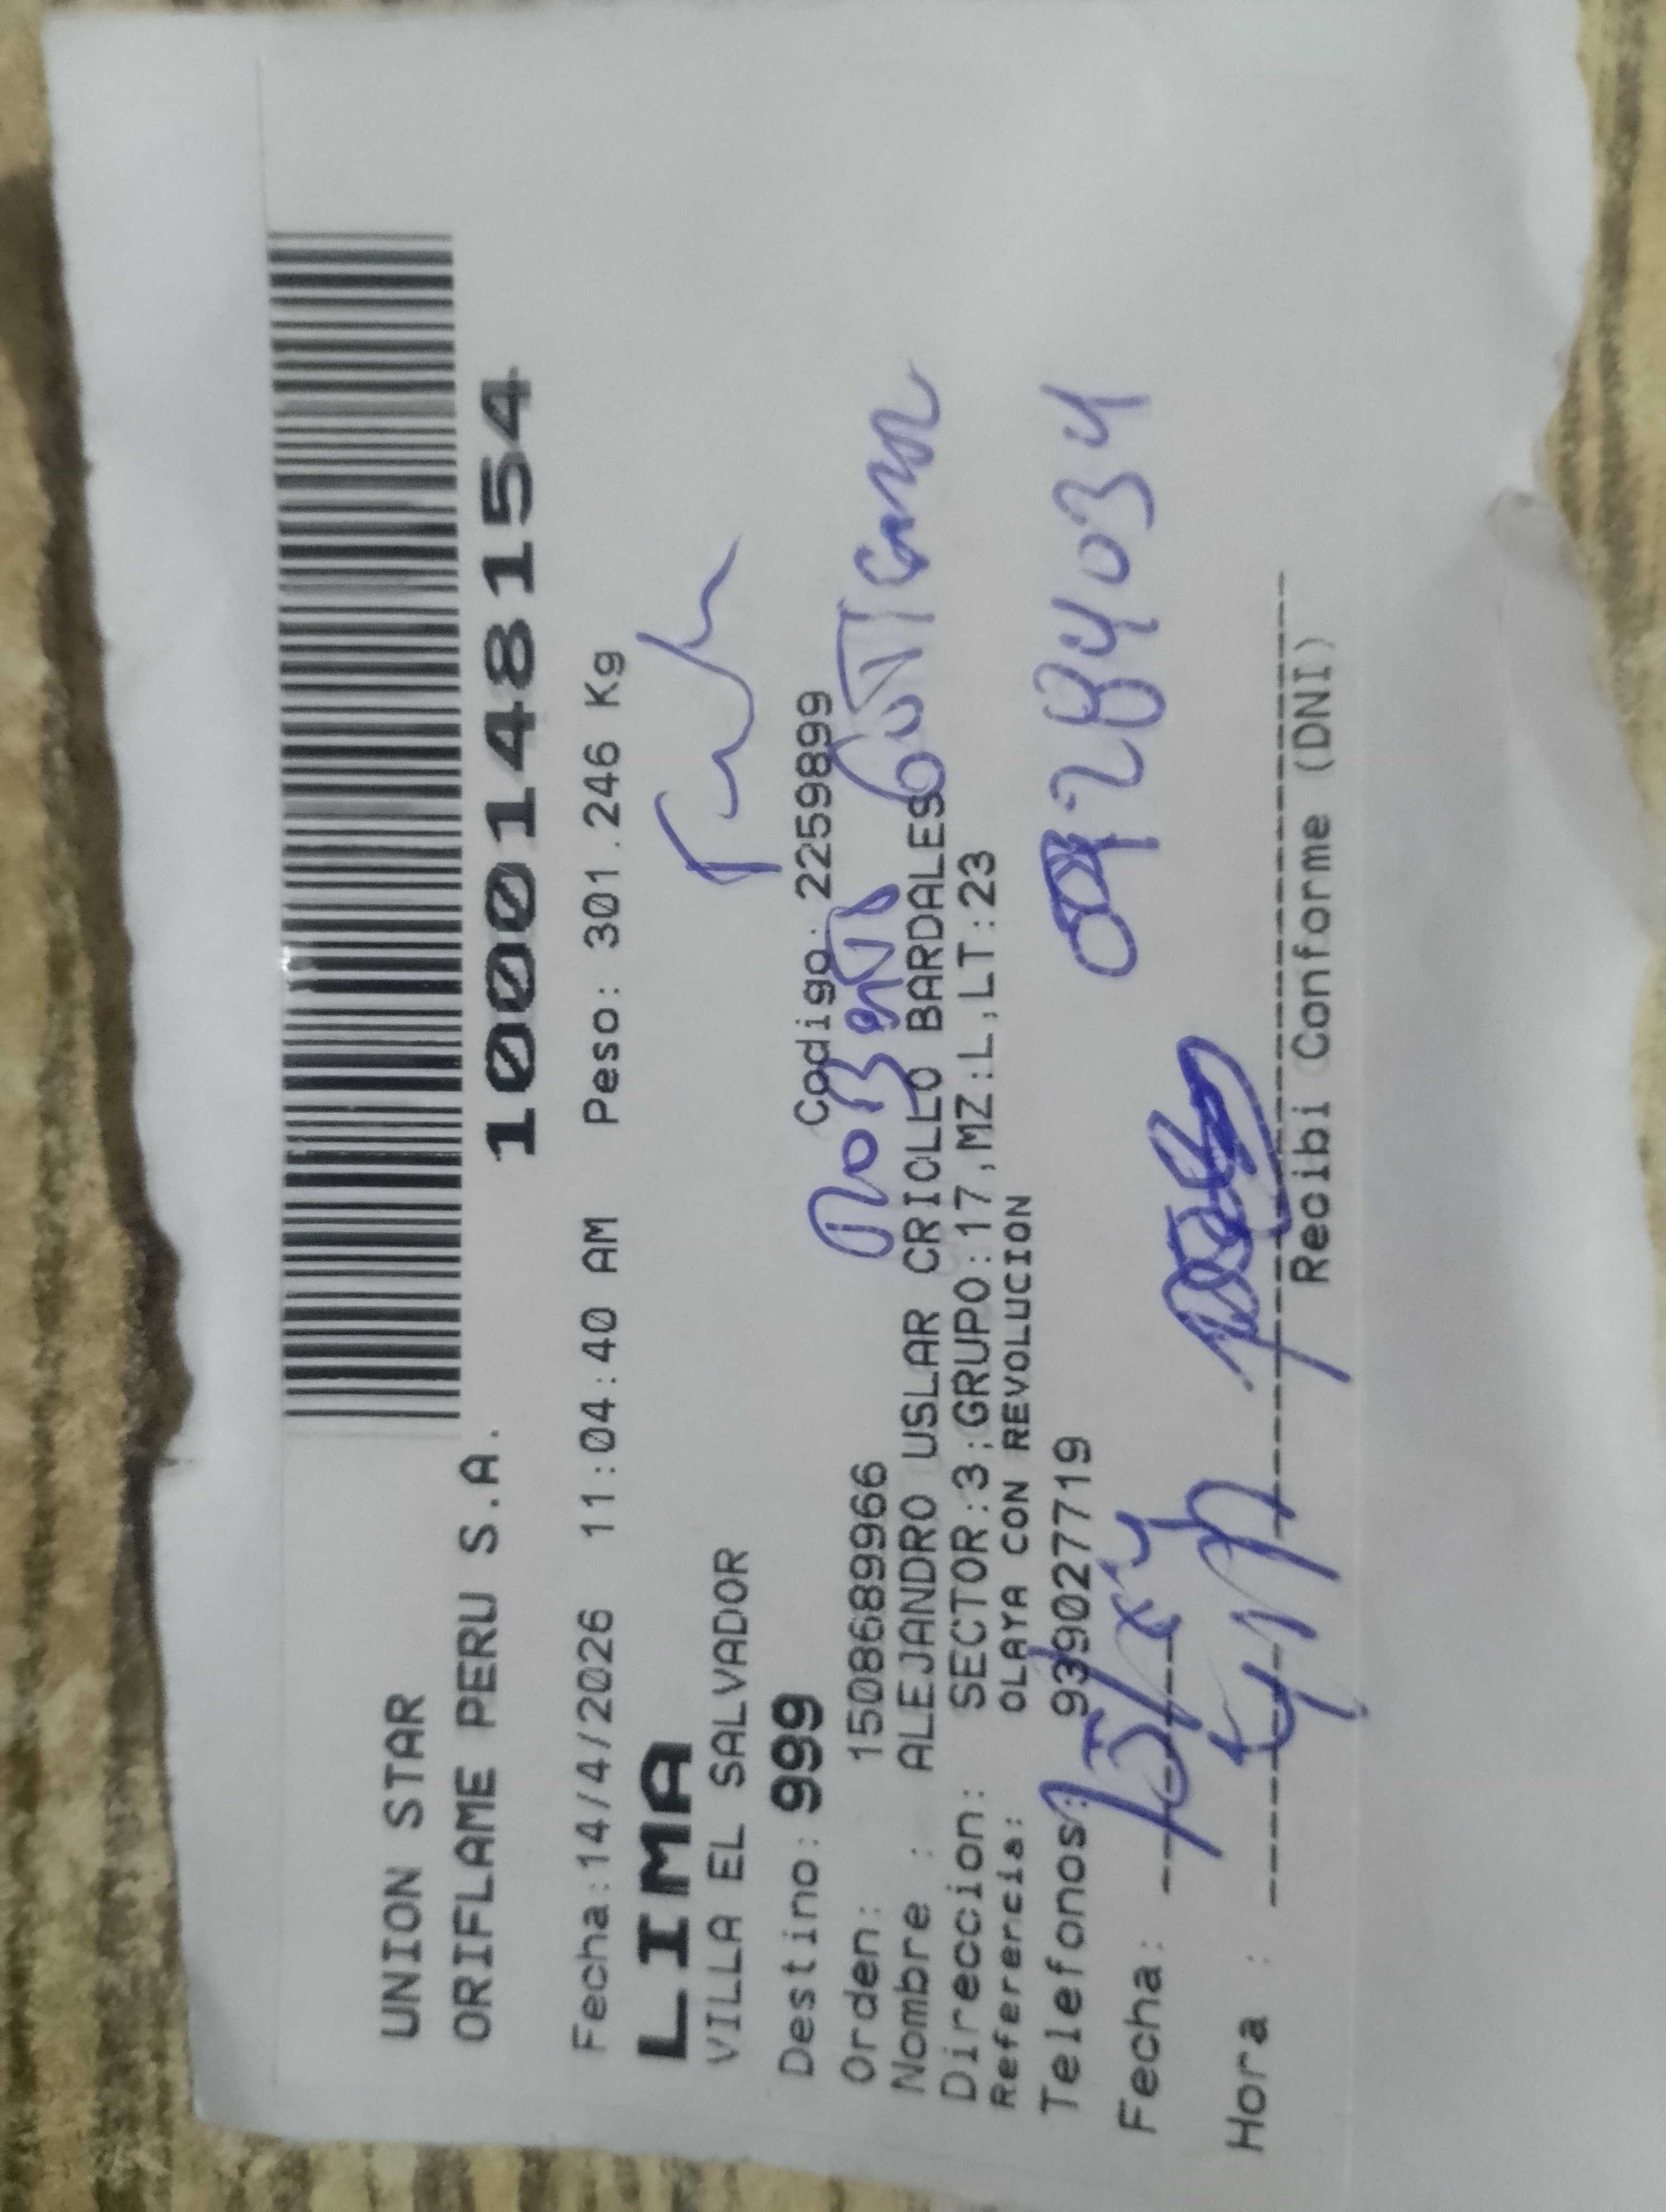 1000148154
UNION STAR
ORIFLAME PERU S.A.
Fecha:14/4/2026 11:04:40 AM Peso: 301.246 Kg
LIMA
VILLA EL SALVADOR
Destino: 999 Codigo: 2259899
Orden: 1508689966
Nombre : ALEJANDRO USLAR CRIOLLO BARDALES
Direccion: SECTOR:3;GRUPO:17,MZ:L,LT:23
Referencia: OLAYA CON REVOLUCION
Telefonos: 939027719
09284034
Fecha:
Hora :
Recibi Conforme (DNI)